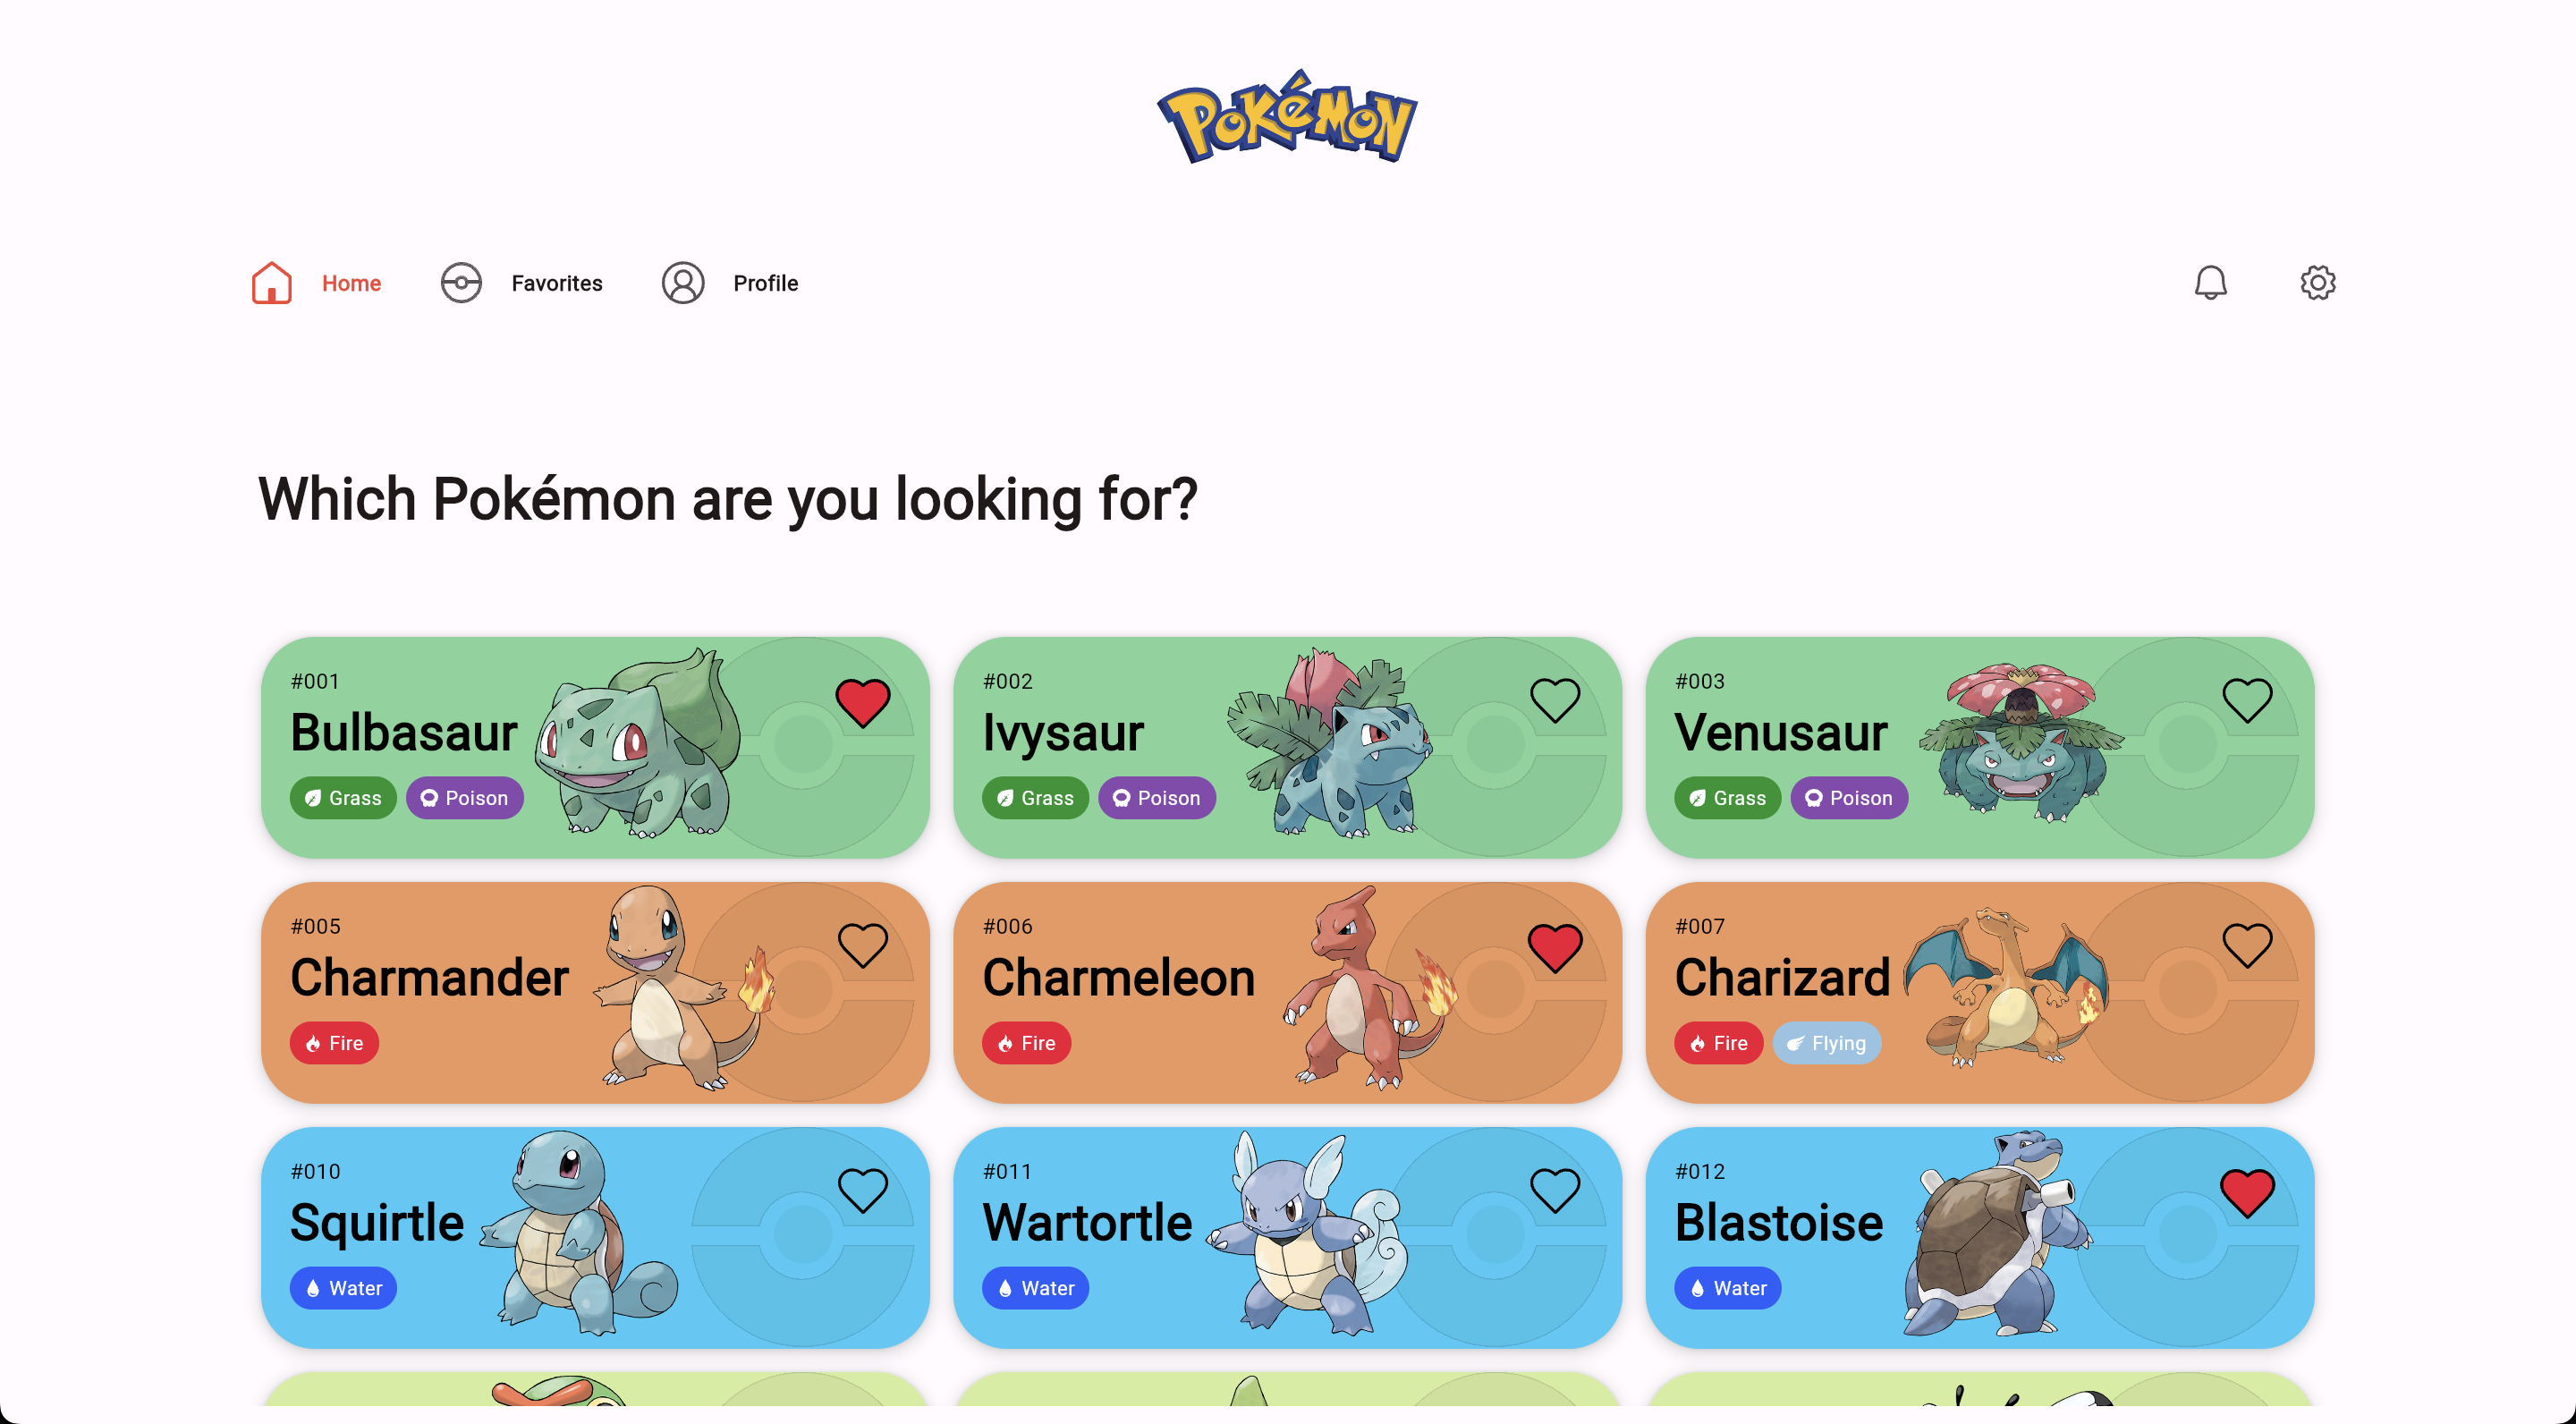 Pokémon
Home Favorites Profile
Which Pokémon are you looking for?
#001 #002 #003
Bulbasaur Ivysaur Venusaur
Grass Poison Grass Poison Grass Poison
#005 #006 #007
Charmander Charmeleon Charizard
Fire Fire Fire Flying
#010 #011 #012
Squirtle Wartortle Blastoise
Water Water Water